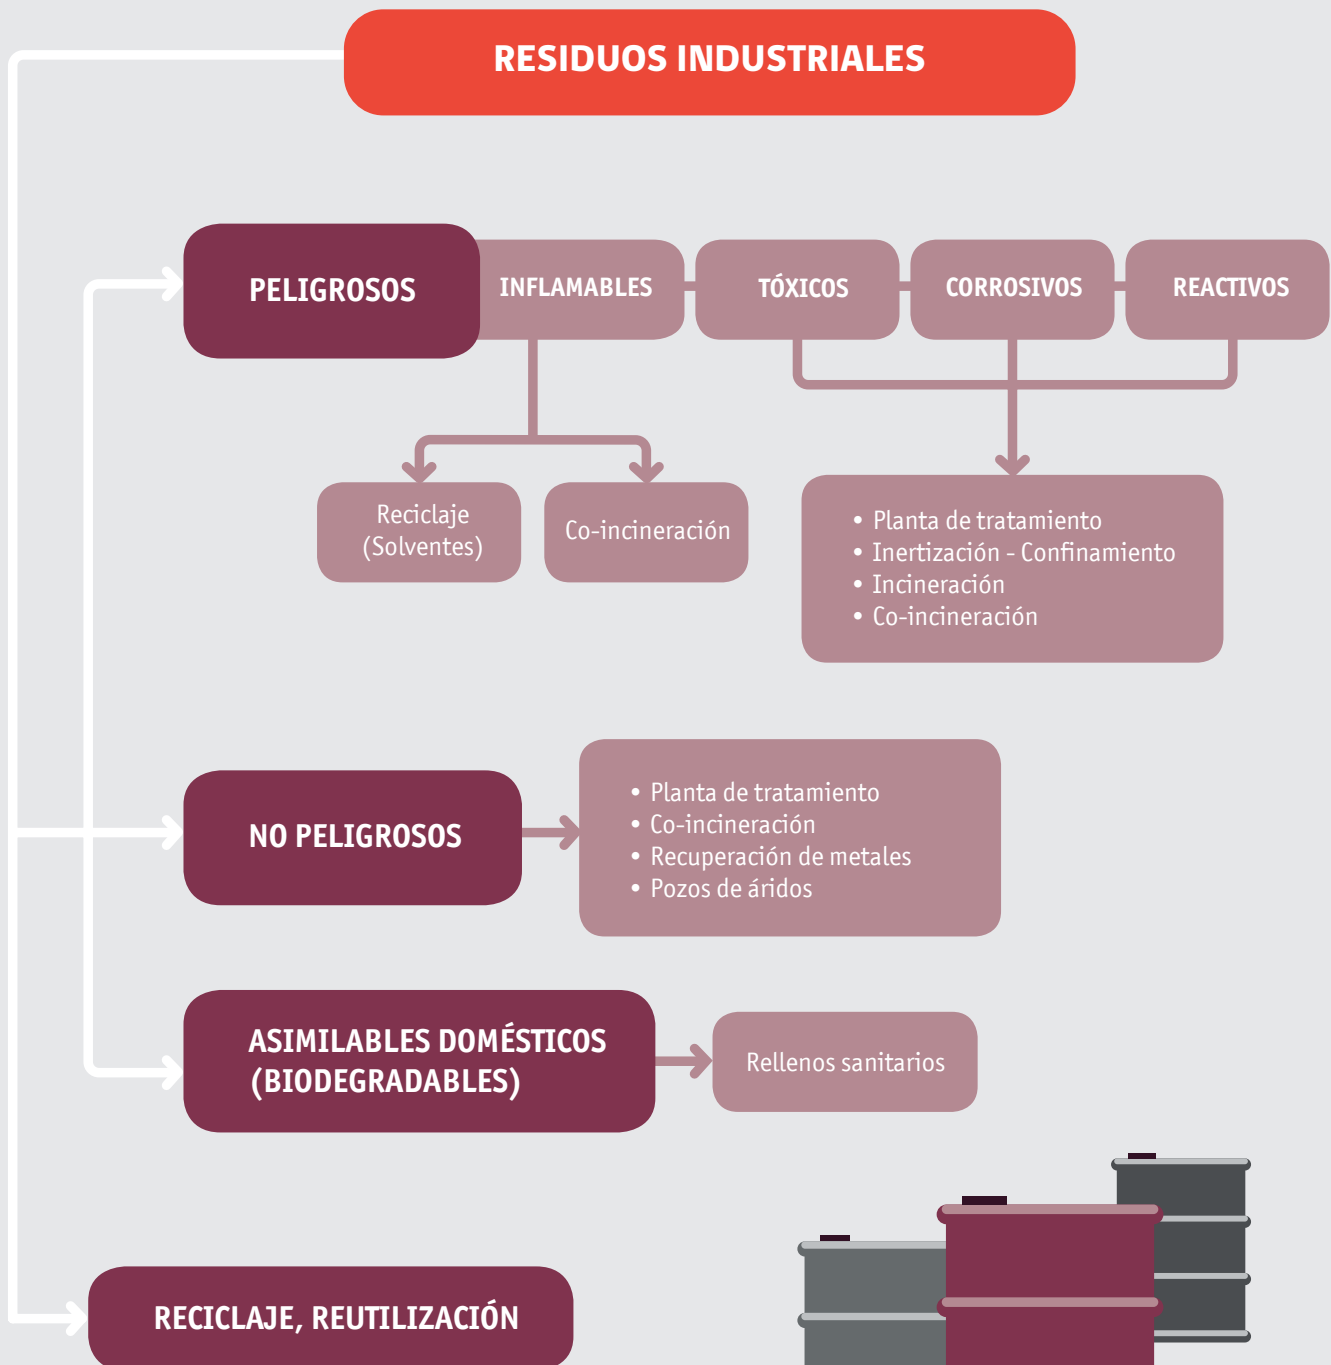 RESIDUOS INDUSTRIALES
PELIGROSOS
INFLAMABLES
TÓXICOS
CORROSIVOS
REACTIVOS
Reciclaje
(Solventes)
Co-incineración
• Planta de tratamiento
• Inertización - Confinamiento
• Incineración
• Co-incineración
NO PELIGROSOS
• Planta de tratamiento
• Co-incineración
• Recuperación de metales
• Pozos de áridos
ASIMILABLES DOMÉSTICOS
(BIODEGRADABLES)
Rellenos sanitarios
RECICLAJE, REUTILIZACIÓN